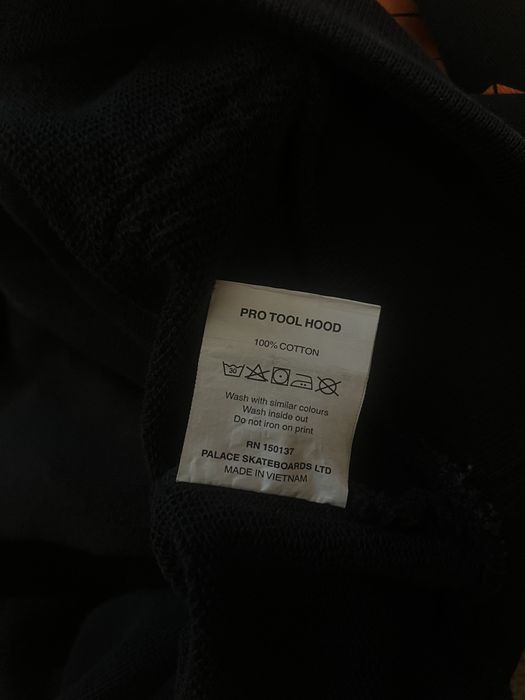 PRO TOOL HOOD
100% COTTON
30
Wash with similar colours
Wash inside out
Do not iron on print
RN 150137
PALACE SKATEBOARDS LTD
MADE IN VIETNAM